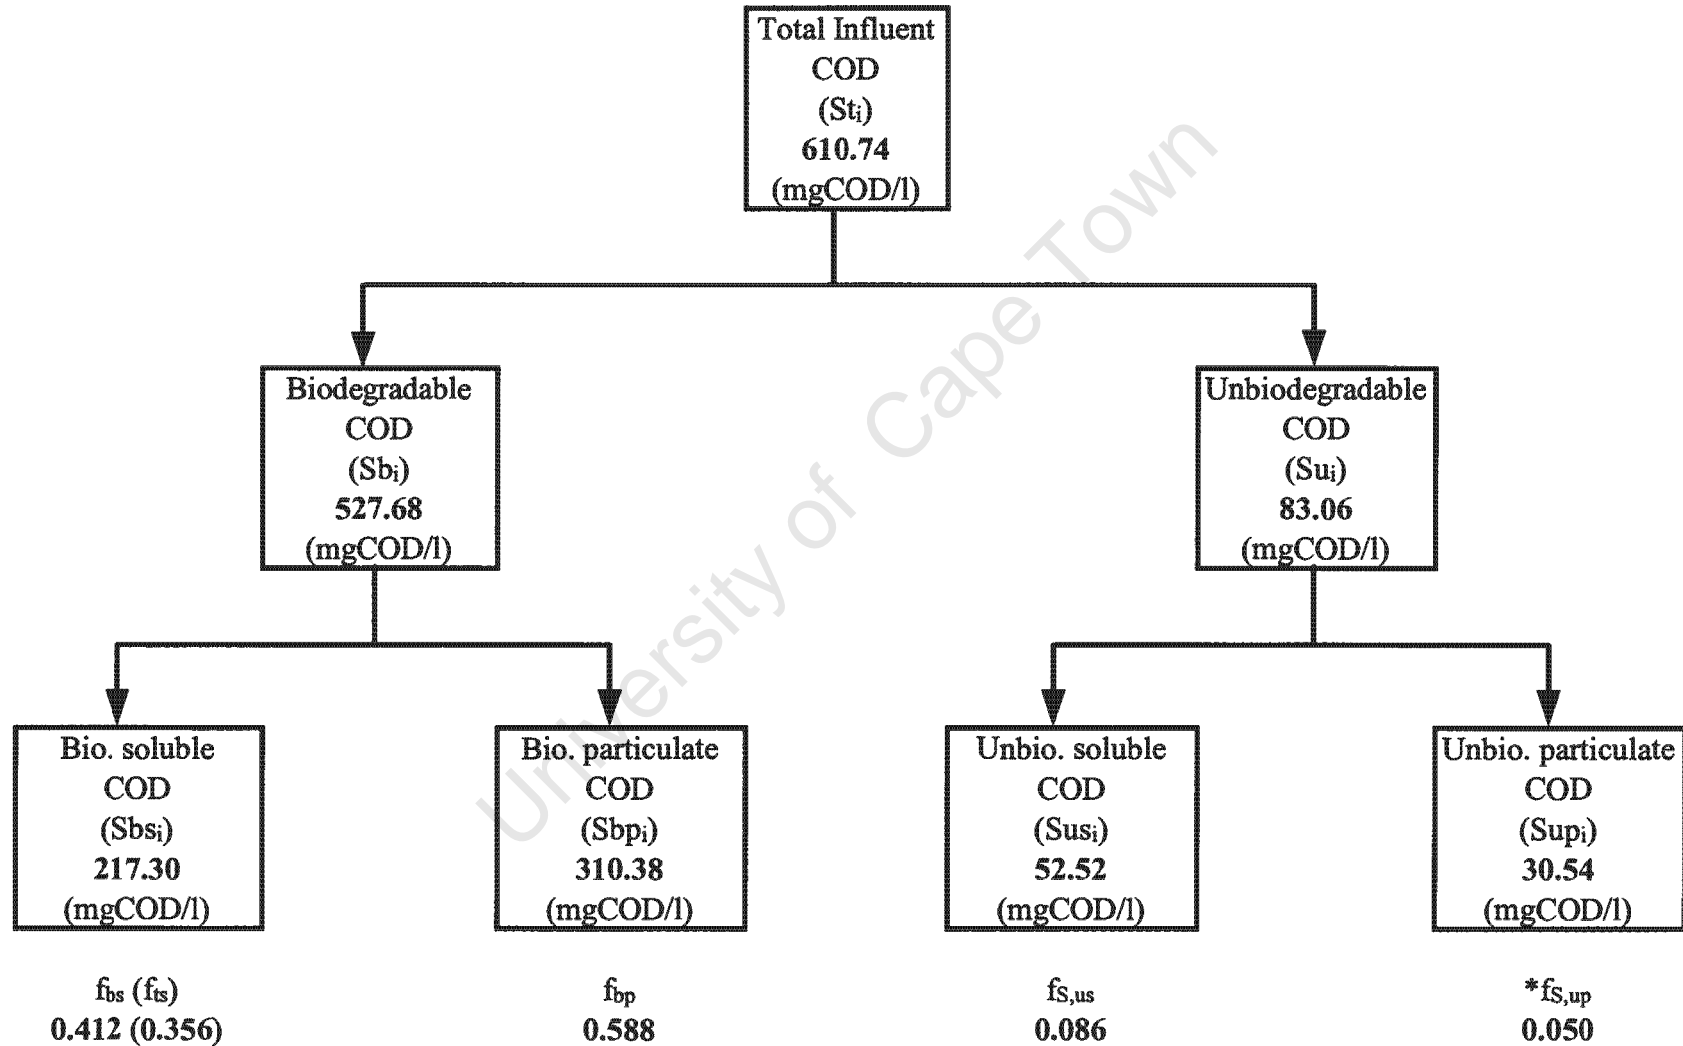 Total Influent
COD
(Stᵢ)
610.74
(mgCOD/l)
Biodegradable
COD
(Sbᵢ)
527.68
(mgCOD/l)
Unbiodegradable
COD
(Suᵢ)
83.06
(mgCOD/l)
Bio. soluble
COD
(Sbsᵢ)
217.30
(mgCOD/l)
Bio. particulate
COD
(Sbpᵢ)
310.38
(mgCOD/l)
Unbio. soluble
COD
(Susᵢ)
52.52
(mgCOD/l)
Unbio. particulate
COD
(Supᵢ)
30.54
(mgCOD/l)
fbs (fts)
0.412 (0.356)
fbp
0.588
fS,us
0.086
*fS,up
0.050
University of Cape Town